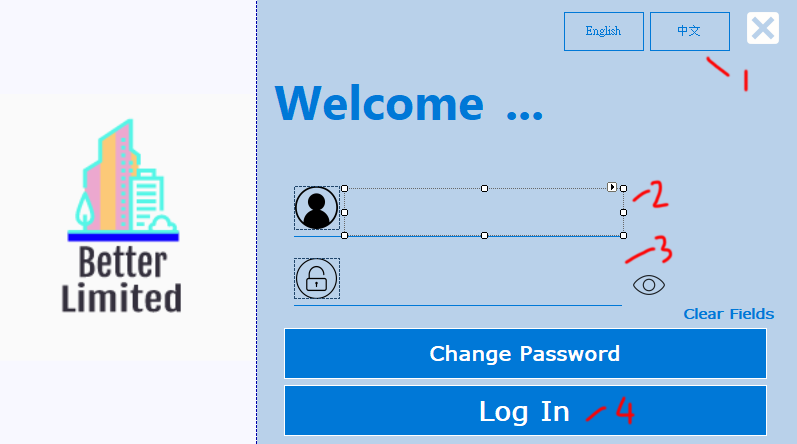 English
中文
1
Welcome ...
2
3
Better
Limited
Clear Fields
Change Password
Log In
4